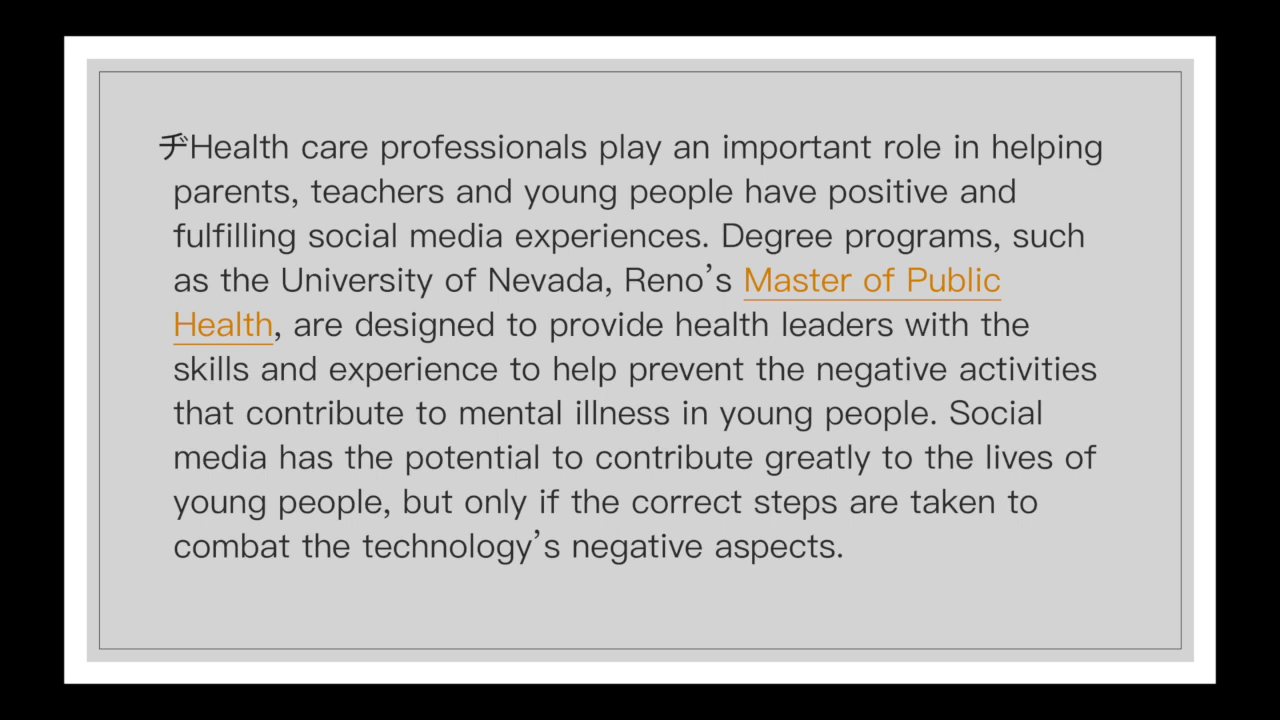 ヂHealth care professionals play an important role in helping
parents, teachers and young people have positive and
fulfilling social media experiences. Degree programs, such
as the University of Nevada, Reno’s Master of Public
Health, are designed to provide health leaders with the
skills and experience to help prevent the negative activities
that contribute to mental illness in young people. Social
media has the potential to contribute greatly to the lives of
young people, but only if the correct steps are taken to
combat the technology’s negative aspects.